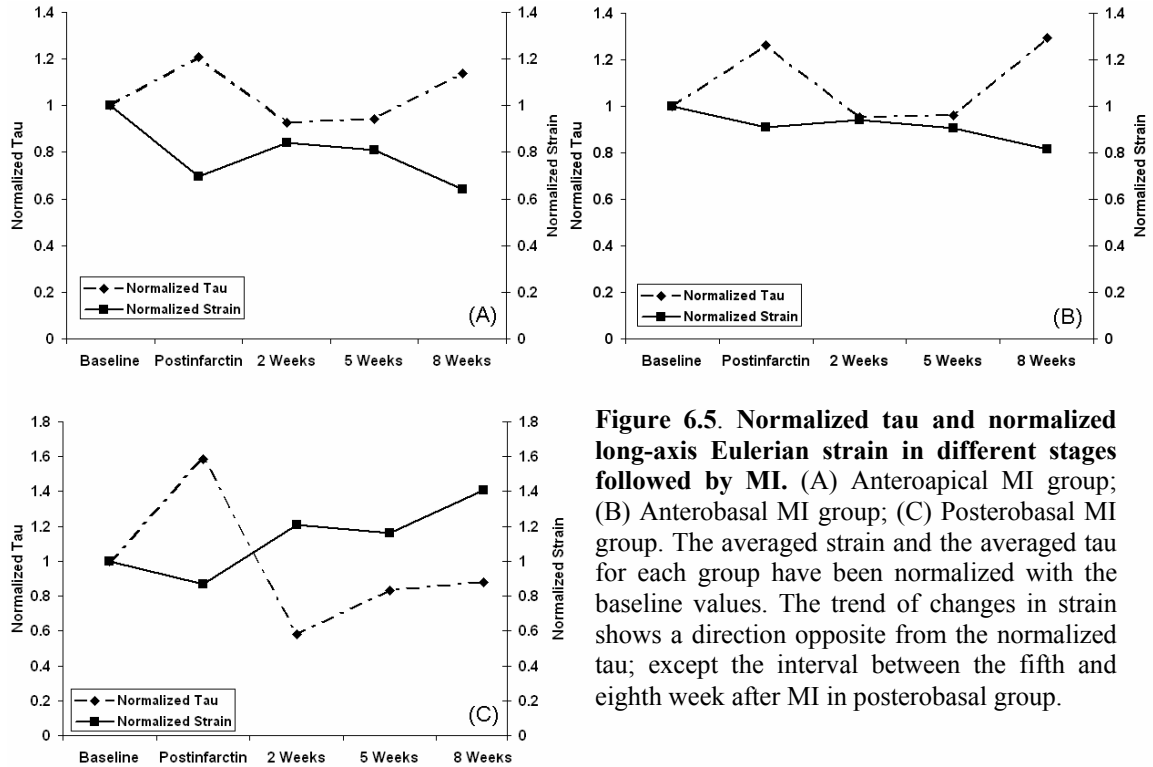 1.4
1.2
1
0.8
0.6
0.4
0.2
0
Normalized Tau
1.4
1.2
1
0.8
0.6
0.4
0.2
0
Normalized Strain
Normalized Tau
Normalized Strain
(A)
Baseline Postinfarctin 2 Weeks 5 Weeks 8 Weeks
1.4
1.2
1
0.8
0.6
0.4
0.2
0
Normalized Tau
1.4
1.2
1
0.8
0.6
0.4
0.2
0
Normalized Strain
Normalized Tau
Normalized Strain
(B)
Baseline Postinfarctin 2 Weeks 5 Weeks 8 Weeks
1.8
1.6
1.4
1.2
1
0.8
0.6
0.4
0.2
0
Normalized Tau
1.8
1.6
1.4
1.2
1
0.8
0.6
0.4
0.2
0
Normalized Strain
Normalized Tau
Normalized Strain
(C)
Baseline Postinfarctin 2 Weeks 5 Weeks 8 Weeks
Figure 6.5. Normalized tau and normalized
long-axis Eulerian strain in different stages
followed by MI. (A) Anteroapical MI group;
(B) Anterobasal MI group; (C) Posterobasal MI
group. The averaged strain and the averaged tau
for each group have been normalized with the
baseline values. The trend of changes in strain
shows a direction opposite from the normalized
tau; except the interval between the fifth and
eighth week after MI in posterobasal group.